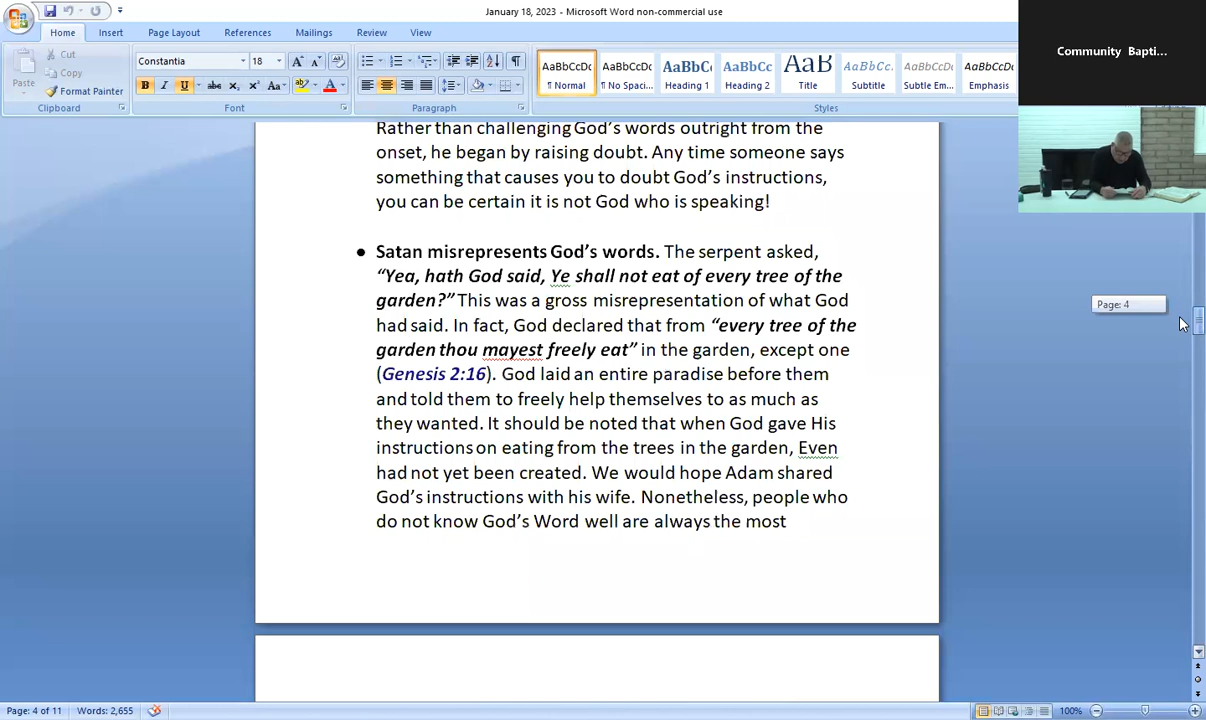 January 18, 2023 - Microsoft Word non-commercial use
Home Insert Page Layout References Mailings Review View
Community Bapti...
Cut
Copy
Paste
Format Painter
Clipboard
Constantia 18
Font
Paragraph
AaBbCcDc AaBbCcDc AaBbCc AaBbCc AaB AaBbCc. AaBbCcDc AaBbCcDc
¶ Normal ¶ No Spaci... Heading 1 Heading 2 Title Subtitle Subtle Em... Emphasis
Styles
Rather than challenging God's words outright from the
onset, he began by raising doubt. Any time someone says
something that causes you to doubt God's instructions,
you can be certain it is not God who is speaking!
● Satan misrepresents God's words. The serpent asked,
“Yea, hath God said, Ye shall not eat of every tree of the
garden?” This was a gross misrepresentation of what God
had said. In fact, God declared that from “every tree of the
garden thou mayest freely eat” in the garden, except one
(Genesis 2:16). God laid an entire paradise before them
and told them to freely help themselves to as much as
they wanted. It should be noted that when God gave His
instructions on eating from the trees in the garden, Even
had not yet been created. We would hope Adam shared
God's instructions with his wife. Nonetheless, people who
do not know God's Word well are always the most
Page: 4
Page: 4 of 11 Words: 2,655
100%